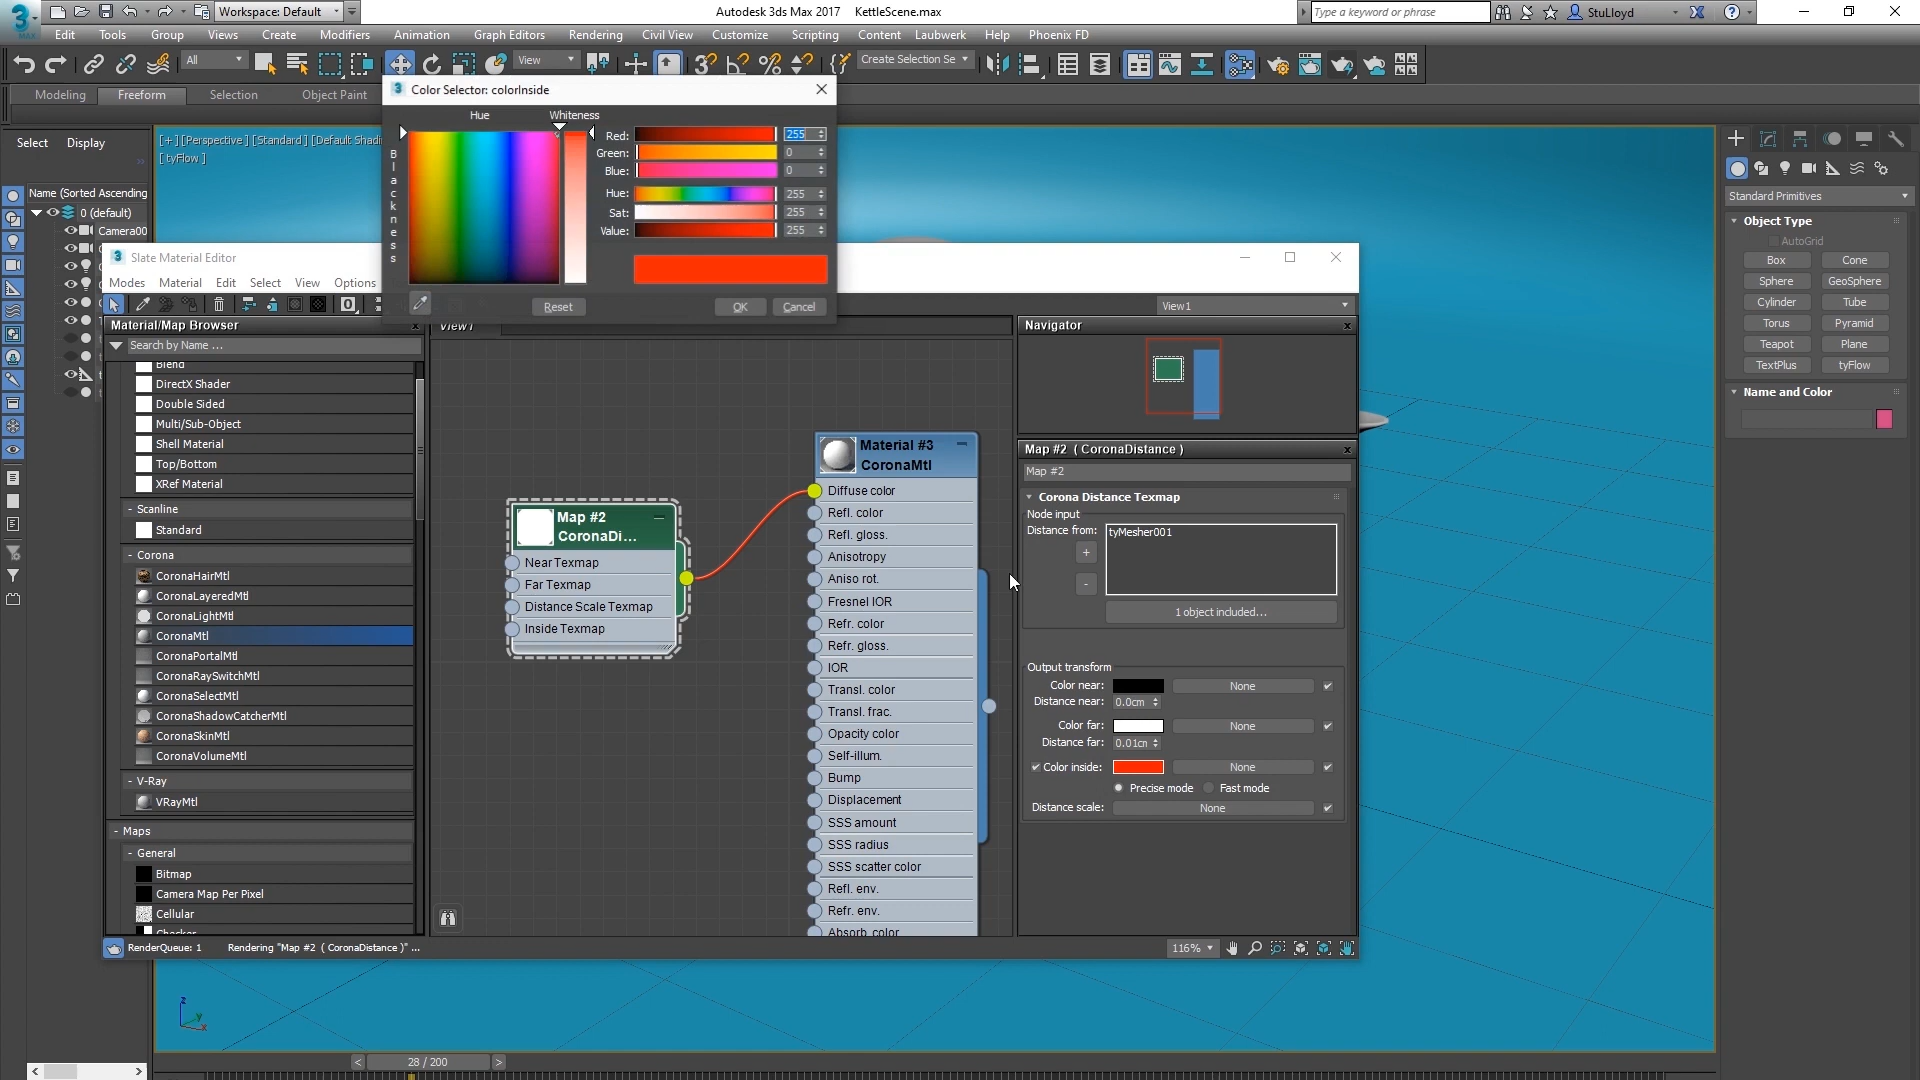 Workspace: Default
Autodesk 3ds Max 2017 KettleScene.max
Type a keyword or phrase
StuLloyd
3
MAX
Edit Tools Group Views Create Modifiers Animation Graph Editors Rendering Civil View Customize Scripting Content Laubwerk Help Phoenix FD
All
View
Create Selection Se
Modeling Freeform Selection Object Paint
Select Display
Name (Sorted Ascending
0 (default)
Camera00
[+] [Perspective] [Standard] [Default Shadi
[ tyFlow ]
Color Selector: colorInside
Hue
Whiteness
Blackness
Red: 255
Green: 0
Blue: 0
Hue: 255
Sat: 255
Value: 255
Reset
OK
Cancel
Slate Material Editor
Modes Material Edit Select View Options
View1
Material/Map Browser
Search by Name ...
Blend
DirectX Shader
Double Sided
Multi/Sub-Object
Shell Material
Top/Bottom
XRef Material
- Scanline
Standard
- Corona
CoronaHairMtl
CoronaLayeredMtl
CoronaLightMtl
CoronaMtl
CoronaPortalMtl
CoronaRaySwitchMtl
CoronaSelectMtl
CoronaShadowCatcherMtl
CoronaSkinMtl
CoronaVolumeMtl
- V-Ray
VRayMtl
- Maps
- General
Bitmap
Camera Map Per Pixel
Cellular
Checker
RenderQueue: 1 Rendering "Map #2 ( CoronaDistance )" ...
View1
Map #2
CoronaDi...
Near Texmap
Far Texmap
Distance Scale Texmap
Inside Texmap
Material #3
CoronaMtl
Diffuse color
Refl. color
Refl. gloss.
Anisotropy
Aniso rot.
Fresnel IOR
Refr. color
Refr. gloss.
IOR
Transl. color
Transl. frac.
Opacity color
Self-illum.
Bump
Displacement
SSS amount
SSS radius
SSS scatter color
Refl. env.
Refr. env.
Absorb. color
Navigator
Map #2 ( CoronaDistance )
Map #2
Corona Distance Texmap
Node input
Distance from: tyMesher001
+
-
1 object included...
Output transform
Color near: None
Distance near: 0.0cm
Color far: None
Distance far: 0.01cm
Color inside: None
Precise mode Fast mode
Distance scale: None
116%
Standard Primitives
Object Type
AutoGrid
Box Cone
Sphere GeoSphere
Cylinder Tube
Torus Pyramid
Teapot Plane
TextPlus tyFlow
Name and Color
z
y
x
< 28 / 200 >